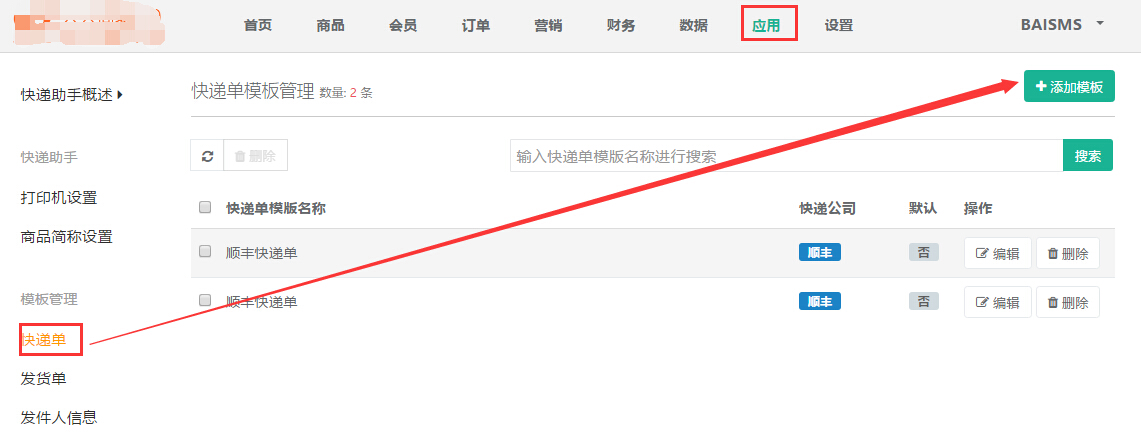 首页 商品 会员 订单 营销 财务 数据 应用 设置 BAISMS
快递助手概述
快递单模板管理 数量: 2 条
添加模板
快递助手
删除
输入快递单模版名称进行搜索
搜索
打印机设置
快递单模版名称 快递公司 默认 操作
商品简称设置
顺丰快递单 顺丰 否 编辑 删除
模板管理
顺丰快递单 顺丰 否 编辑 删除
快递单
发货单
发件人信息